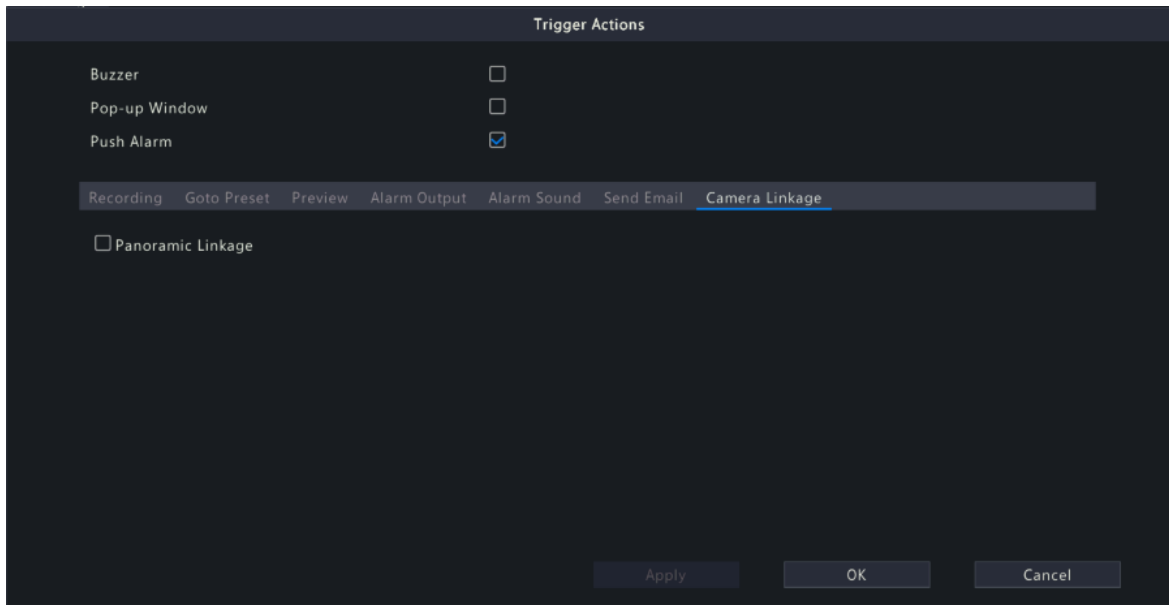 Trigger Actions
Buzzer
Pop-up Window
Push Alarm
Recording Goto Preset Preview Alarm Output Alarm Sound Send Email Camera Linkage
Panoramic Linkage
Apply OK Cancel